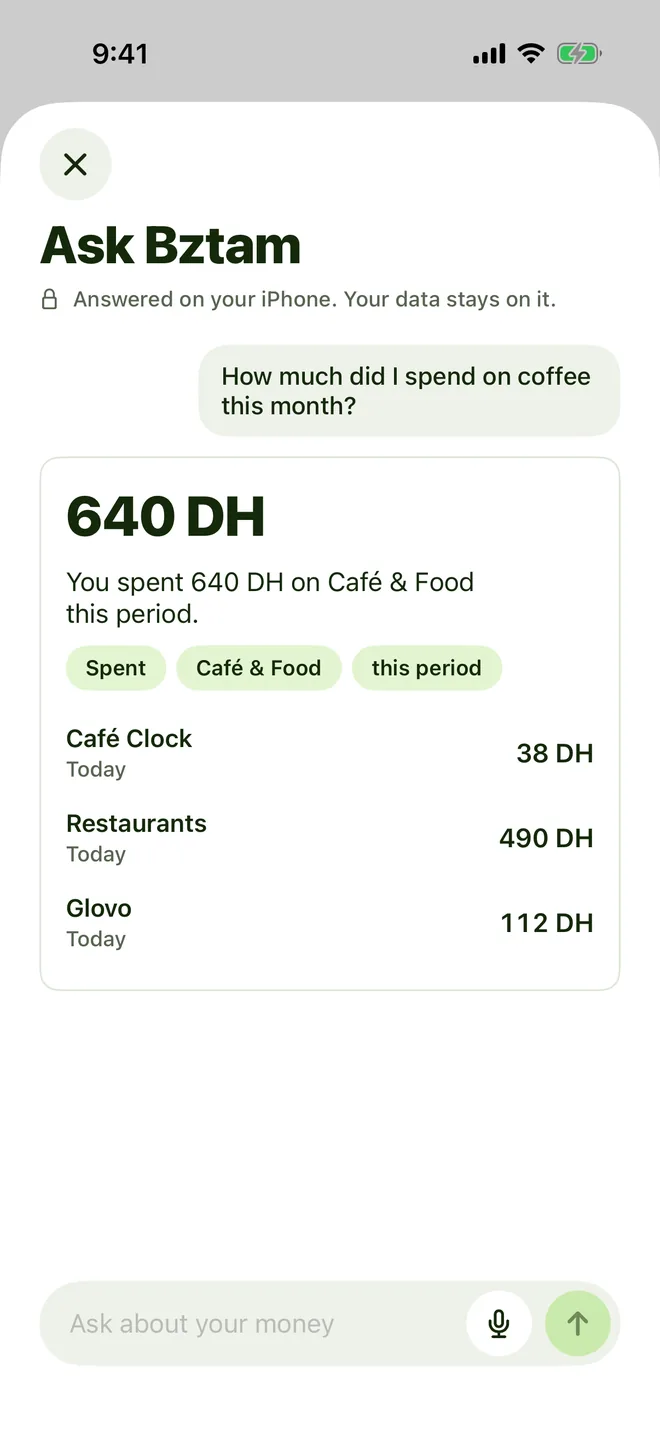 9:41
Ask Bztam
Answered on your iPhone. Your data stays on it.
How much did I spend on coffee
this month?
640 DH
You spent 640 DH on Café & Food
this period.
Spent Café & Food this period
Café Clock
Today
38 DH
Restaurants
Today
490 DH
Glovo
Today
112 DH
Ask about your money